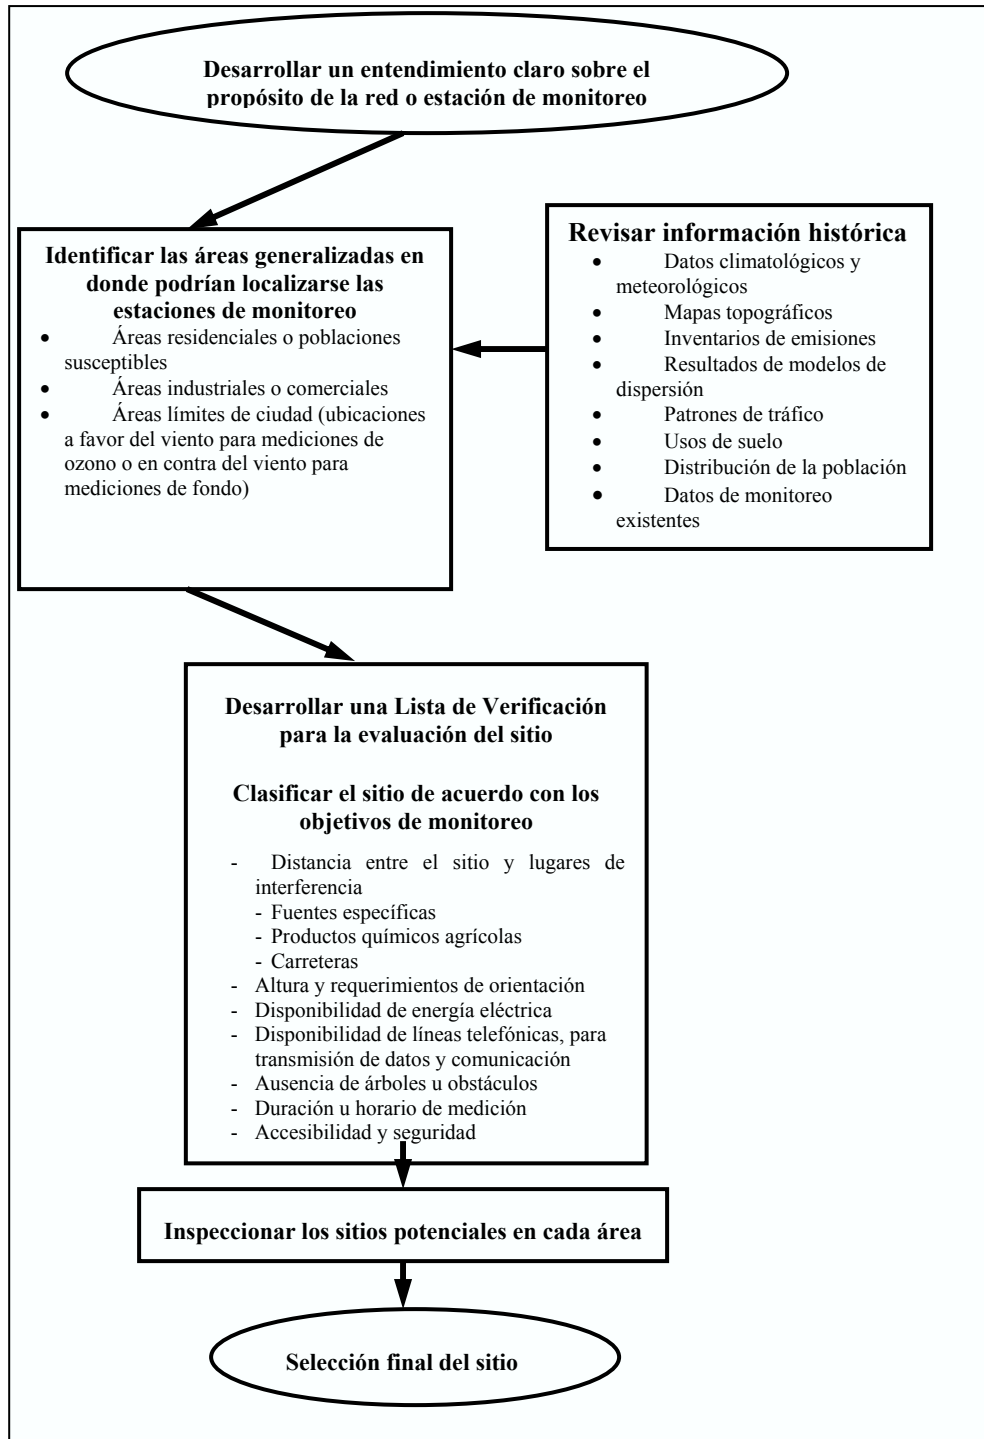 Desarrollar un entendimiento claro sobre el
propósito de la red o estación de monitoreo
Identificar las áreas generalizadas en
donde podrían localizarse las
estaciones de monitoreo
• Áreas residenciales o poblaciones
susceptibles
• Áreas industriales o comerciales
• Áreas límites de ciudad (ubicaciones
a favor del viento para mediciones de
ozono o en contra del viento para
mediciones de fondo)
Revisar información histórica
• Datos climatológicos y
meteorológicos
• Mapas topográficos
• Inventarios de emisiones
• Resultados de modelos de
dispersión
• Patrones de tráfico
• Usos de suelo
• Distribución de la población
• Datos de monitoreo
existentes
Desarrollar una Lista de Verificación
para la evaluación del sitio
Clasificar el sitio de acuerdo con los
objetivos de monitoreo
- Distancia entre el sitio y lugares de
interferencia
- Fuentes específicas
- Productos químicos agrícolas
- Carreteras
- Altura y requerimientos de orientación
- Disponibilidad de energía eléctrica
- Disponibilidad de líneas telefónicas, para
transmisión de datos y comunicación
- Ausencia de árboles u obstáculos
- Duración u horario de medición
- Accesibilidad y seguridad
Inspeccionar los sitios potenciales en cada área
Selección final del sitio